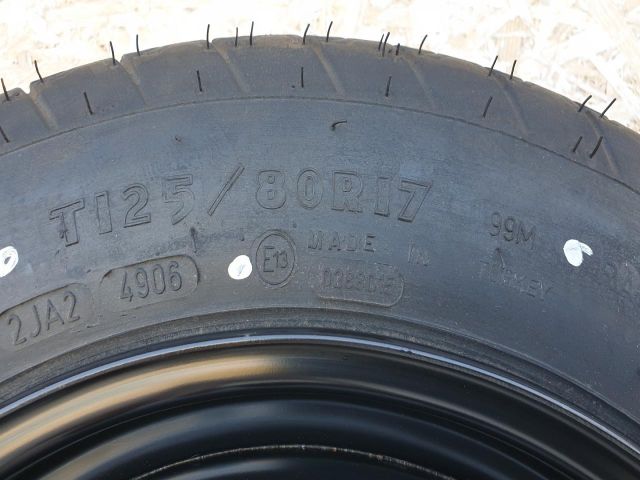 T125/80R17
99M
MADE IN
TURKEY
E13
4906
2JA2